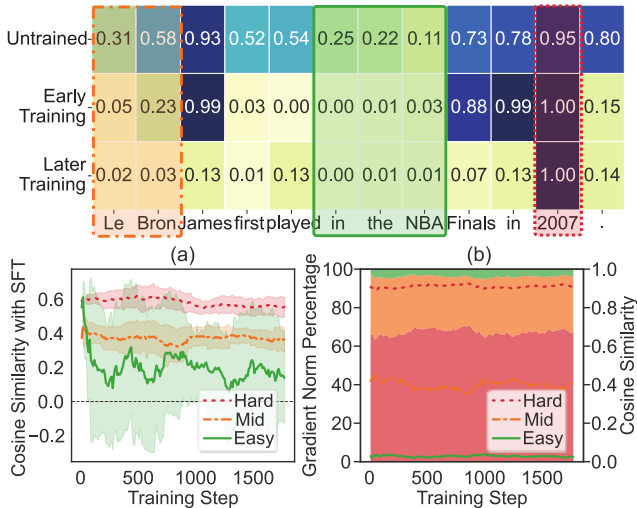 Untrained 0.31 0.58 0.93 0.52 0.54 0.25 0.22 0.11 0.73 0.78 0.95 0.80
Early
Training 0.05 0.23 0.99 0.03 0.00 0.00 0.01 0.03 0.88 0.99 1.00 0.15
Later
Training 0.02 0.03 0.13 0.01 0.13 0.00 0.01 0.01 0.07 0.13 1.00 0.14
Le Bron James first played in the NBA Finals in 2007 .
(a)
Cosine Similarity with SFT
0.6
0.4
0.2
0.0
−0.2
Hard
Mid
Easy
0 500 1000 1500
Training Step
(b)
Gradient Norm Percentage
100
80
60
40
20
0
Hard
Mid
Easy
1.0
0.8
0.6
0.4
0.2
0.0
Cosine Similarity
0 500 1000 1500
Training Step